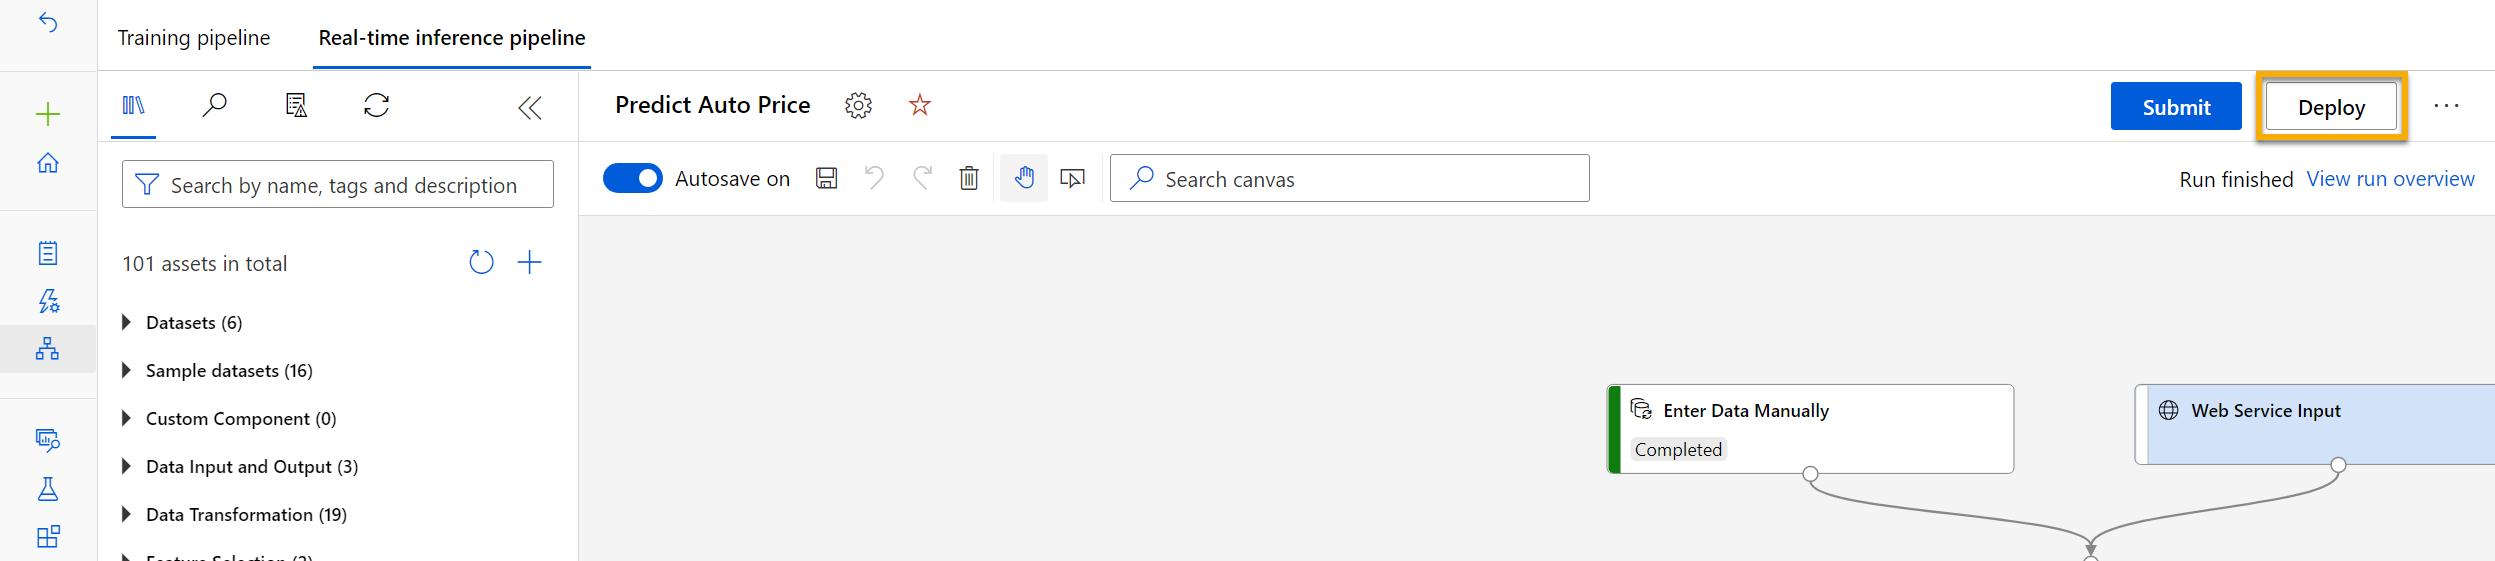 Training pipeline
Real-time inference pipeline
Predict Auto Price
Submit
Deploy
Search by name, tags and description
Autosave on
Search canvas
Run finished
View run overview
101 assets in total
Datasets (6)
Sample datasets (16)
Custom Component (0)
Data Input and Output (3)
Data Transformation (19)
Enter Data Manually
Completed
Web Service Input